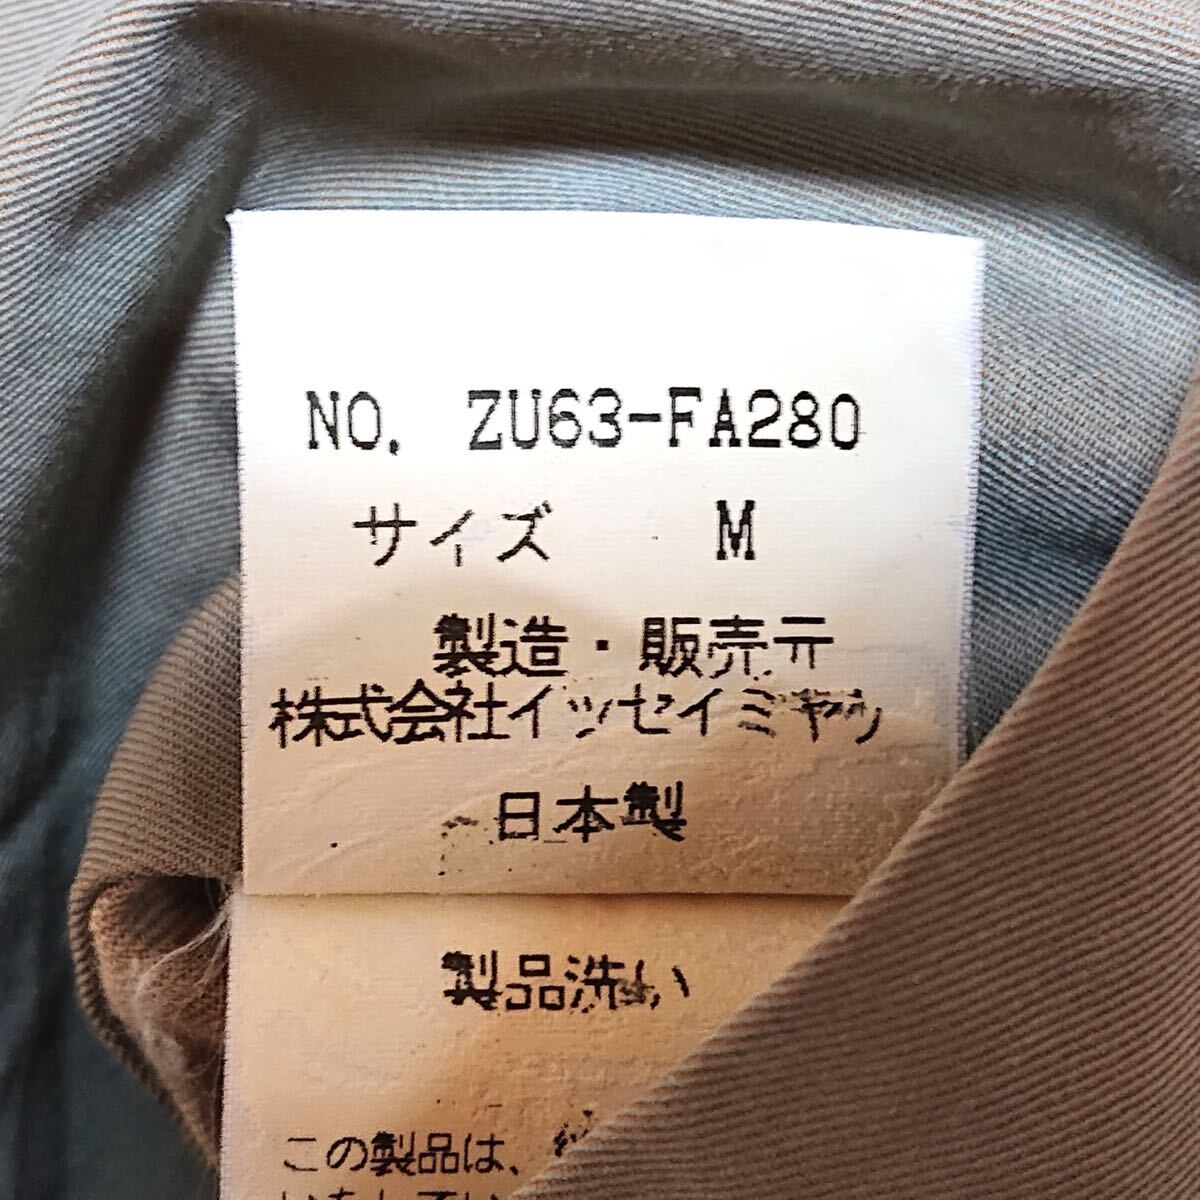 NO. ZU63-FA280
サイズ M
製造・販売元
株式会社イッセイミヤケ
日本製
製品洗い
この製品は、